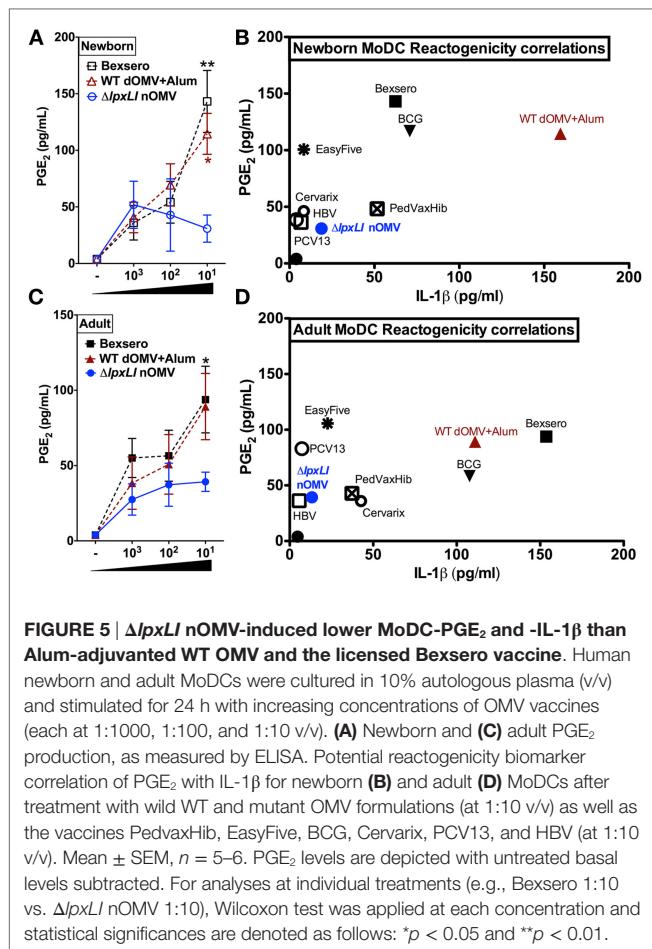 A
Newborn
Bexsero
WT dOMV+Alum
ΔlpxLI nOMV
PGE₂ (pg/mL)
200
150
100
50
0
**
*
- 10³ 10² 10¹
B
Newborn MoDC Reactogenicity correlations
PGE₂ (pg/mL)
200
150
100
50
0
Bexsero
BCG
WT dOMV+Alum
EasyFive
Cervarix
HBV
PCV13
PedVaxHib
ΔlpxLI nOMV
0 50 100 150 200
IL-1β (pg/ml)
C
Adult
Bexsero
WT dOMV+Alum
ΔlpxLI nOMV
PGE₂ (pg/mL)
150
100
50
0
*
- 10³ 10² 10¹
D
Adult MoDC Reactogenicity correlations
PGE₂ (pg/mL)
200
150
100
50
0
EasyFive
PCV13
ΔlpxLI
nOMV
HBV
PedVaxHib
Cervarix
WT dOMV+Alum
BCG
Bexsero
0 50 100 150 200
IL-1β (pg/ml)
FIGURE 5 | ΔlpxLI nOMV-induced lower MoDC-PGE₂ and -IL-1β than
Alum-adjuvanted WT OMV and the licensed Bexsero vaccine. Human
newborn and adult MoDCs were cultured in 10% autologous plasma (v/v)
and stimulated for 24 h with increasing concentrations of OMV vaccines
(each at 1:1000, 1:100, and 1:10 v/v). (A) Newborn and (C) adult PGE₂
production, as measured by ELISA. Potential reactogenicity biomarker
correlation of PGE₂ with IL-1β for newborn (B) and adult (D) MoDCs after
treatment with wild WT and mutant OMV formulations (at 1:10 v/v) as well as
the vaccines PedvaxHib, EasyFive, BCG, Cervarix, PCV13, and HBV (at 1:10
v/v). Mean ± SEM, n = 5–6. PGE₂ levels are depicted with untreated basal
levels subtracted. For analyses at individual treatments (e.g., Bexsero 1:10
vs. ΔlpxLI nOMV 1:10), Wilcoxon test was applied at each concentration and
statistical significances are denoted as follows: *p < 0.05 and **p < 0.01.